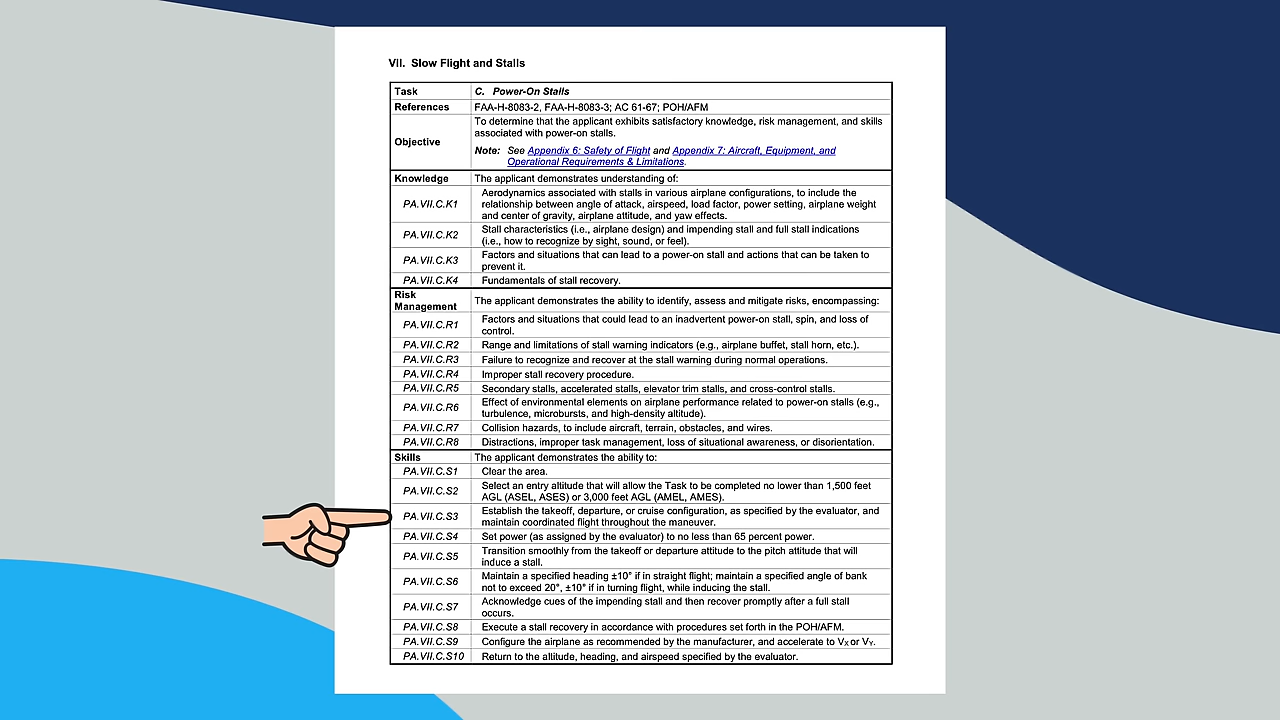 VII. Slow Flight and Stalls
Task C. Power-On Stalls
References FAA-H-8083-2, FAA-H-8083-3; AC 61-67; POH/AFM
Objective
To determine that the applicant exhibits satisfactory knowledge, risk management, and skills
associated with power-on stalls.
Note: See Appendix 6: Safety of Flight and Appendix 7: Aircraft, Equipment, and
Operational Requirements & Limitations.
Knowledge The applicant demonstrates understanding of:
PA.VII.C.K1
Aerodynamics associated with stalls in various airplane configurations, to include the
relationship between angle of attack, airspeed, load factor, power setting, airplane weight
and center of gravity, airplane attitude, and yaw effects.
PA.VII.C.K2
Stall characteristics (i.e., airplane design) and impending stall and full stall indications
(i.e., how to recognize by sight, sound, or feel).
PA.VII.C.K3
Factors and situations that can lead to a power-on stall and actions that can be taken to
prevent it.
PA.VII.C.K4 Fundamentals of stall recovery.
Risk
Management
The applicant demonstrates the ability to identify, assess and mitigate risks, encompassing:
PA.VII.C.R1
Factors and situations that could lead to an inadvertent power-on stall, spin, and loss of
control.
PA.VII.C.R2 Range and limitations of stall warning indicators (e.g., airplane buffet, stall horn, etc.).
PA.VII.C.R3 Failure to recognize and recover at the stall warning during normal operations.
PA.VII.C.R4 Improper stall recovery procedure.
PA.VII.C.R5 Secondary stalls, accelerated stalls, elevator trim stalls, and cross-control stalls.
PA.VII.C.R6
Effect of environmental elements on airplane performance related to power-on stalls (e.g.,
turbulence, microbursts, and high-density altitude).
PA.VII.C.R7 Collision hazards, to include aircraft, terrain, obstacles, and wires.
PA.VII.C.R8 Distractions, improper task management, loss of situational awareness, or disorientation.
Skills The applicant demonstrates the ability to:
PA.VII.C.S1 Clear the area.
PA.VII.C.S2
Select an entry altitude that will allow the Task to be completed no lower than 1,500 feet
AGL (ASEL, ASES) or 3,000 feet AGL (AMEL, AMES).
PA.VII.C.S3
Establish the takeoff, departure, or cruise configuration, as specified by the evaluator, and
maintain coordinated flight throughout the maneuver.
PA.VII.C.S4 Set power (as assigned by the evaluator) to no less than 65 percent power.
PA.VII.C.S5
Transition smoothly from the takeoff or departure attitude to the pitch attitude that will
induce a stall.
PA.VII.C.S6
Maintain a specified heading ±10° if in straight flight; maintain a specified angle of bank
not to exceed 20°, ±10° if in turning flight, while inducing the stall.
PA.VII.C.S7
Acknowledge cues of the impending stall and then recover promptly after a full stall
occurs.
PA.VII.C.S8 Execute a stall recovery in accordance with procedures set forth in the POH/AFM.
PA.VII.C.S9 Configure the airplane as recommended by the manufacturer, and accelerate to VX or VY.
PA.VII.C.S10 Return to the altitude, heading, and airspeed specified by the evaluator.